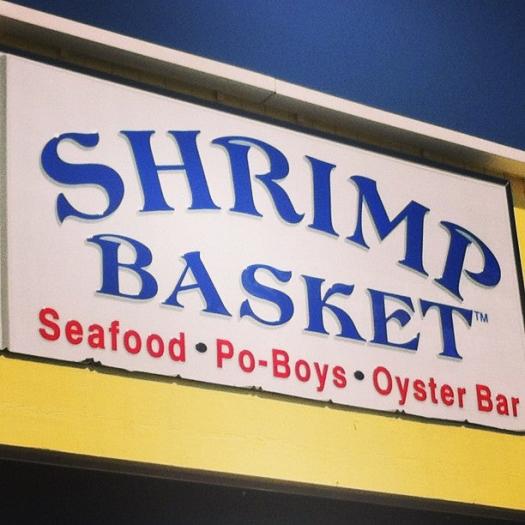 SHRIMP
BASKET™
Seafood • Po-Boys • Oyster Bar